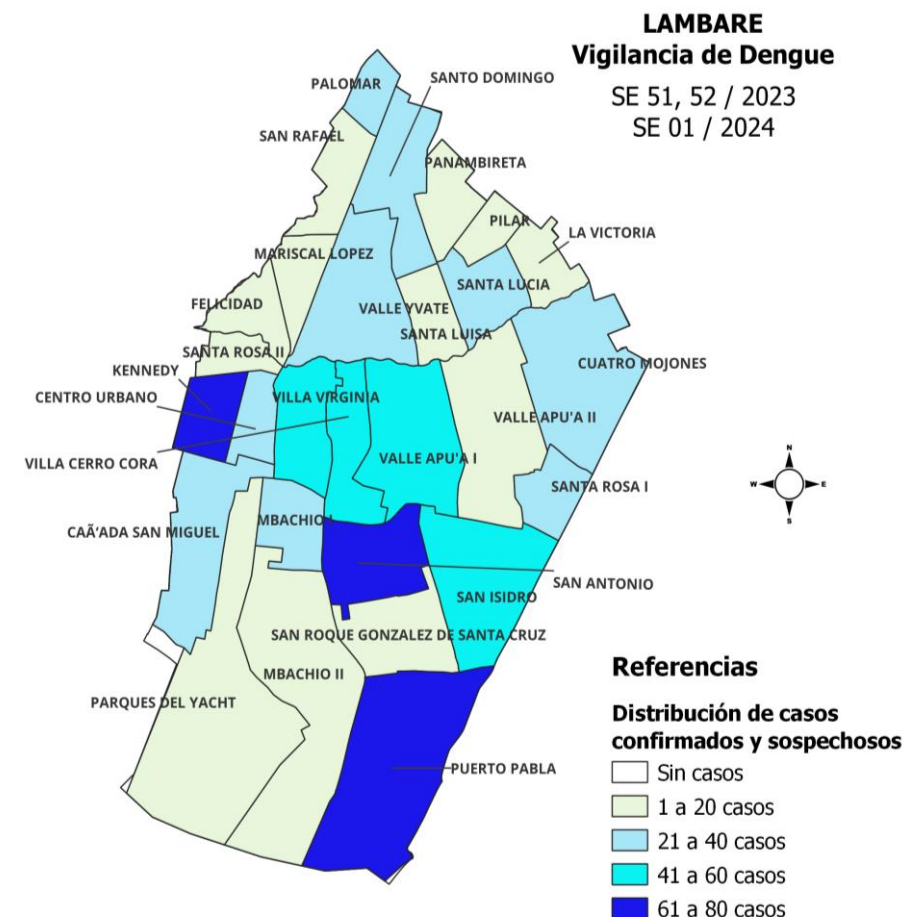 LAMBARE
Vigilancia de Dengue
SE 51, 52 / 2023
SE 01 / 2024
PALOMAR
SANTO DOMINGO
SAN RAFAEL
PANAMBIRETA
PILAR
LA VICTORIA
MARISCAL LOPEZ
SANTA LUCIA
FELICIDAD
VALLE YVATE
SANTA LUISA
SANTA ROSA II
CUATRO MOJONES
KENNEDY
CENTRO URBANO
VILLA VIRGINIA
VALLE APU'A II
VILLA CERRO CORA
VALLE APU'A I
SANTA ROSA I
N
W
E
S
CAÃ‘ADA SAN MIGUEL
MBACHIO I
SAN ANTONIO
SAN ISIDRO
SAN ROQUE GONZALEZ DE SANTA CRUZ
MBACHIO II
PARQUES DEL YACHT
PUERTO PABLA
Referencias
Distribución de casos
confirmados y sospechosos
Sin casos
1 a 20 casos
21 a 40 casos
41 a 60 casos
61 a 80 casos